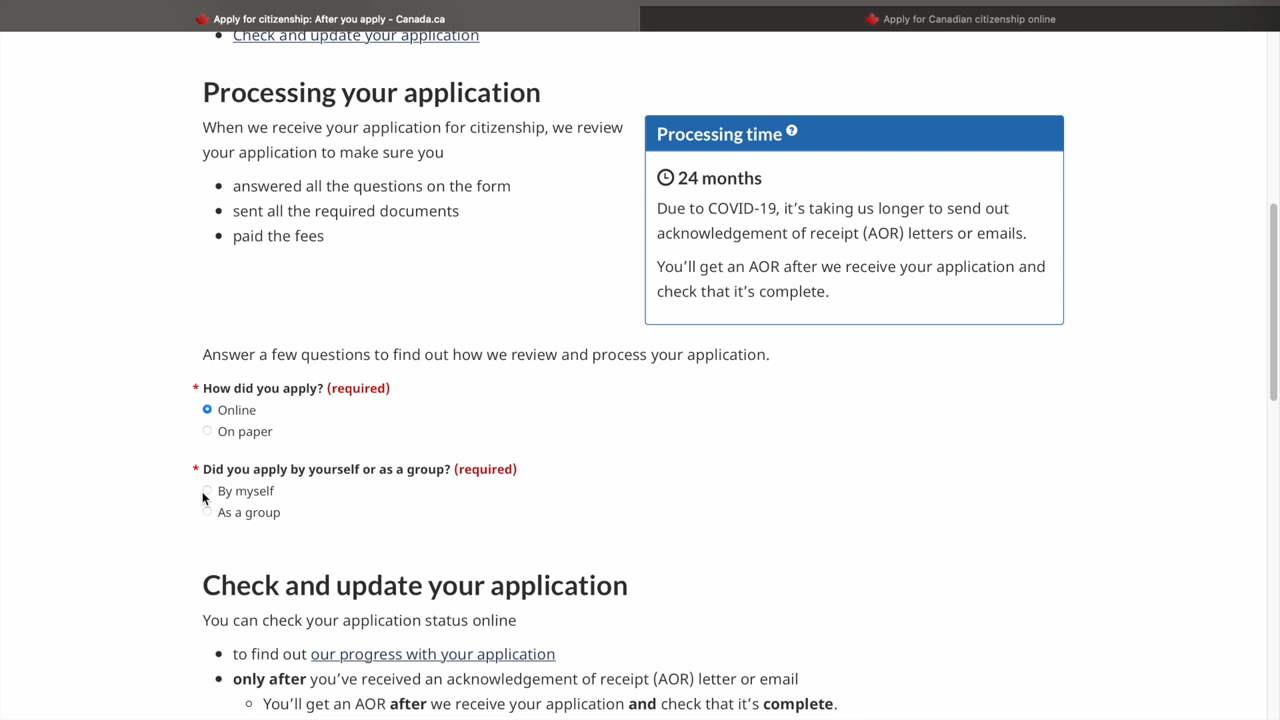 Apply for citizenship: After you apply – Canada.ca
Apply for Canadian citizenship online
Check and update your application
Processing your application
When we receive your application for citizenship, we review
your application to make sure you
• answered all the questions on the form
• sent all the required documents
• paid the fees
Processing time ?
24 months
Due to COVID-19, it’s taking us longer to send out
acknowledgement of receipt (AOR) letters or emails.
You’ll get an AOR after we receive your application and
check that it’s complete.
Answer a few questions to find out how we review and process your application.
* How did you apply? (required)
Online
On paper
* Did you apply by yourself or as a group? (required)
By myself
As a group
Check and update your application
You can check your application status online
• to find out our progress with your application
• only after you’ve received an acknowledgement of receipt (AOR) letter or email
◦ You’ll get an AOR after we receive your application and check that it’s complete.